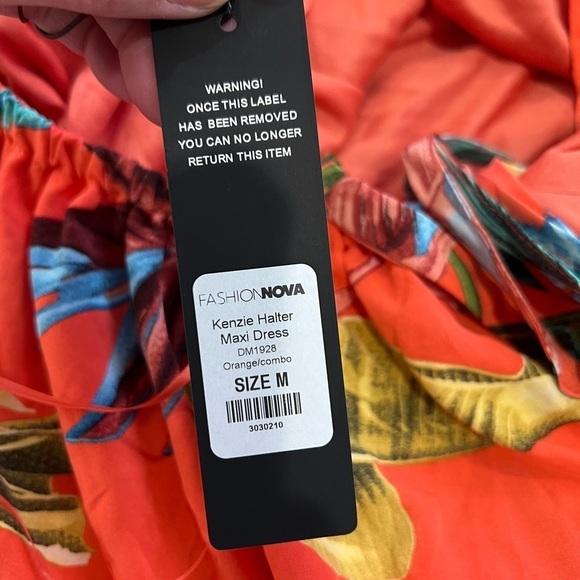 WARNING!
ONCE THIS LABEL
HAS BEEN REMOVED
YOU CAN NO LONGER
RETURN THIS ITEM
FASHIONNOVA
Kenzie Halter
Maxi Dress
DM1928
Orange/combo
SIZE M
3030210